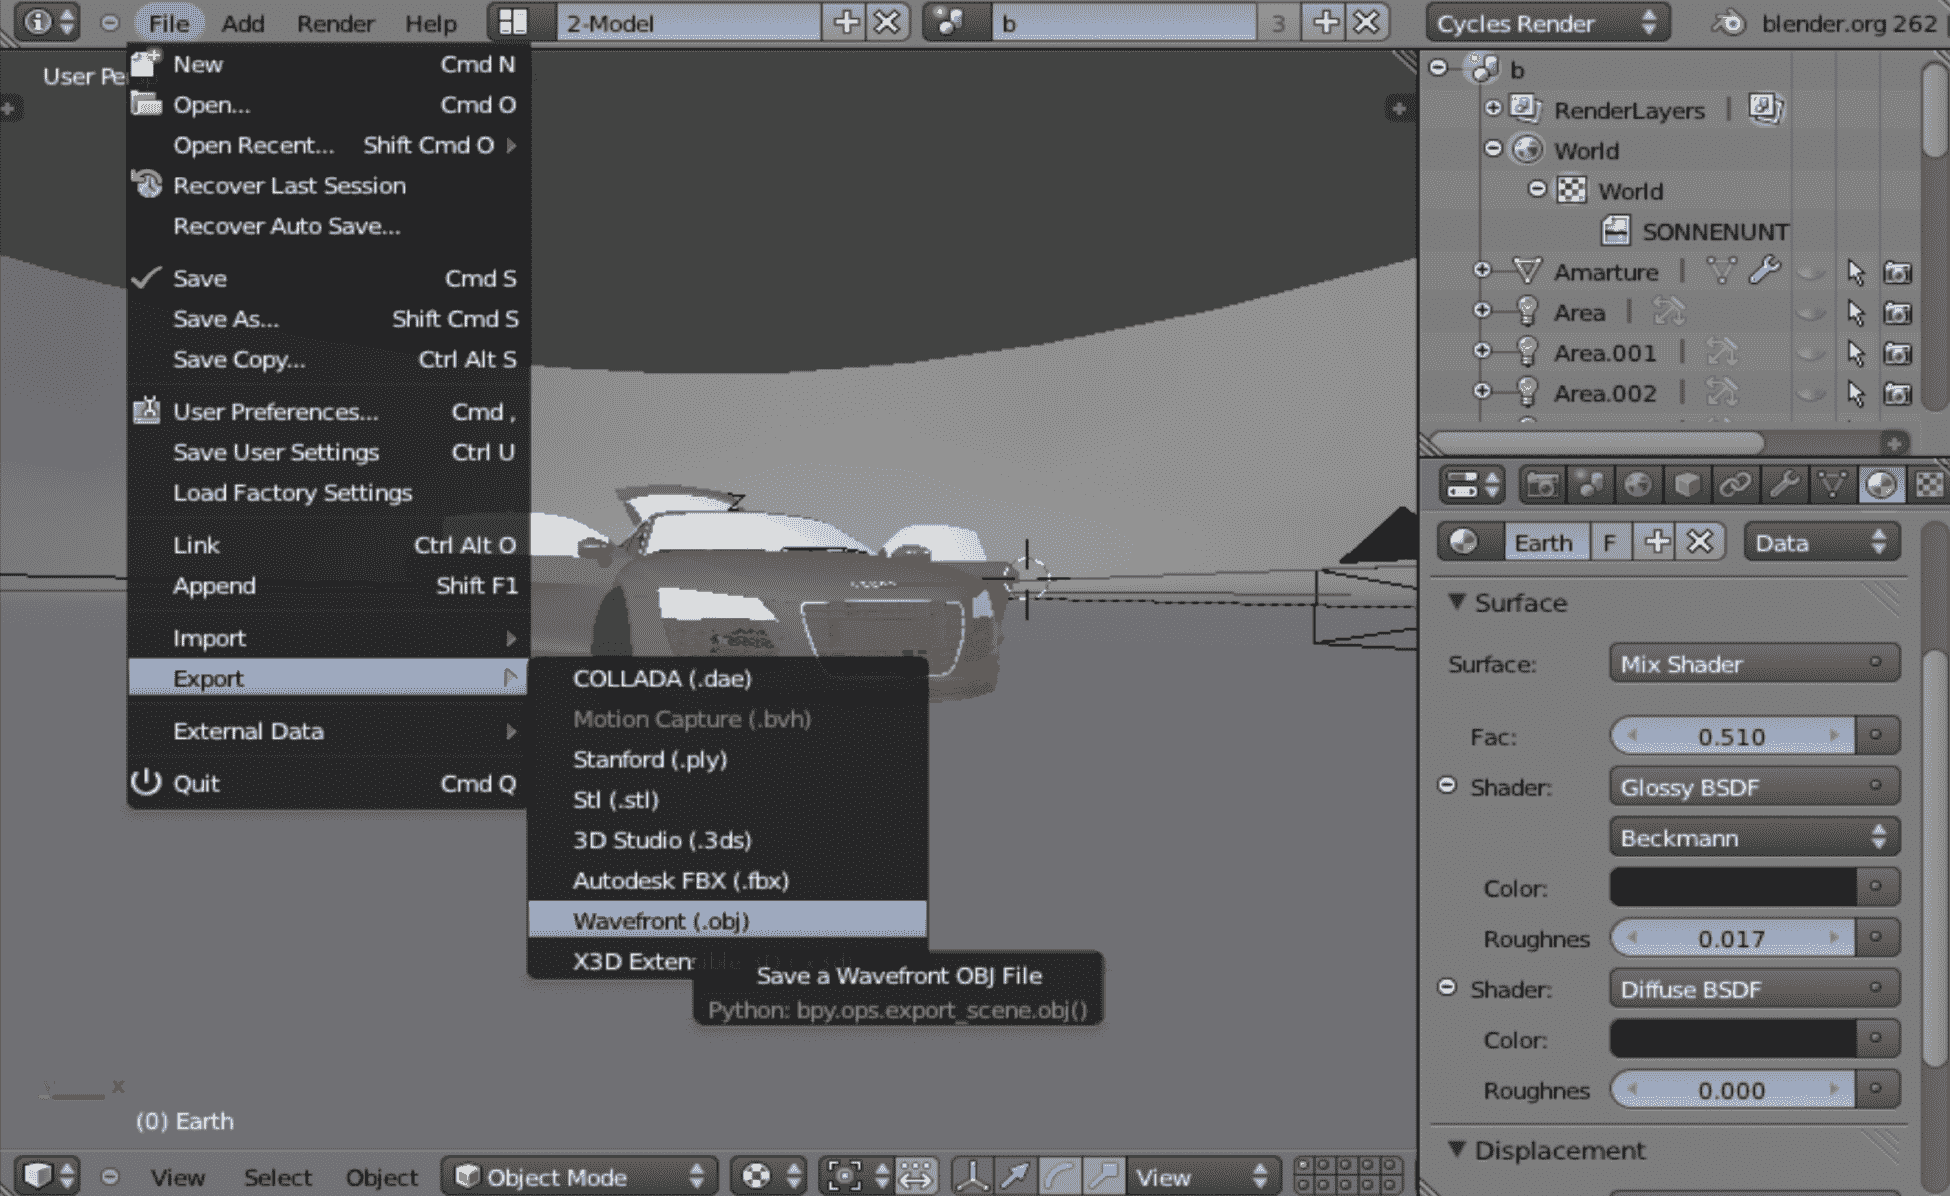 File Add Render Help 2-Model b 3 Cycles Render blender.org 262
User Pe
New Cmd N
Open... Cmd O
Open Recent... Shift Cmd O
Recover Last Session
Recover Auto Save...
Save Cmd S
Save As... Shift Cmd S
Save Copy... Ctrl Alt S
User Preferences... Cmd ,
Save User Settings Ctrl U
Load Factory Settings
Link Ctrl Alt O
Append Shift F1
Import
Export
External Data
Quit Cmd Q
COLLADA (.dae)
Motion Capture (.bvh)
Stanford (.ply)
Stl (.stl)
3D Studio (.3ds)
Autodesk FBX (.fbx)
Wavefront (.obj)
X3D Exten
Save a Wavefront OBJ File
Python: bpy.ops.export_scene.obj()
z
x
(0) Earth
View Select Object Object Mode View
b
RenderLayers
World
World
SONNENUNT
Amarture
Area
Area.001
Area.002
Earth F Data
Surface
Surface: Mix Shader
Fac: 0.510
Shader: Glossy BSDF
Beckmann
Color:
Roughnes 0.017
Shader: Diffuse BSDF
Color:
Roughnes 0.000
Displacement